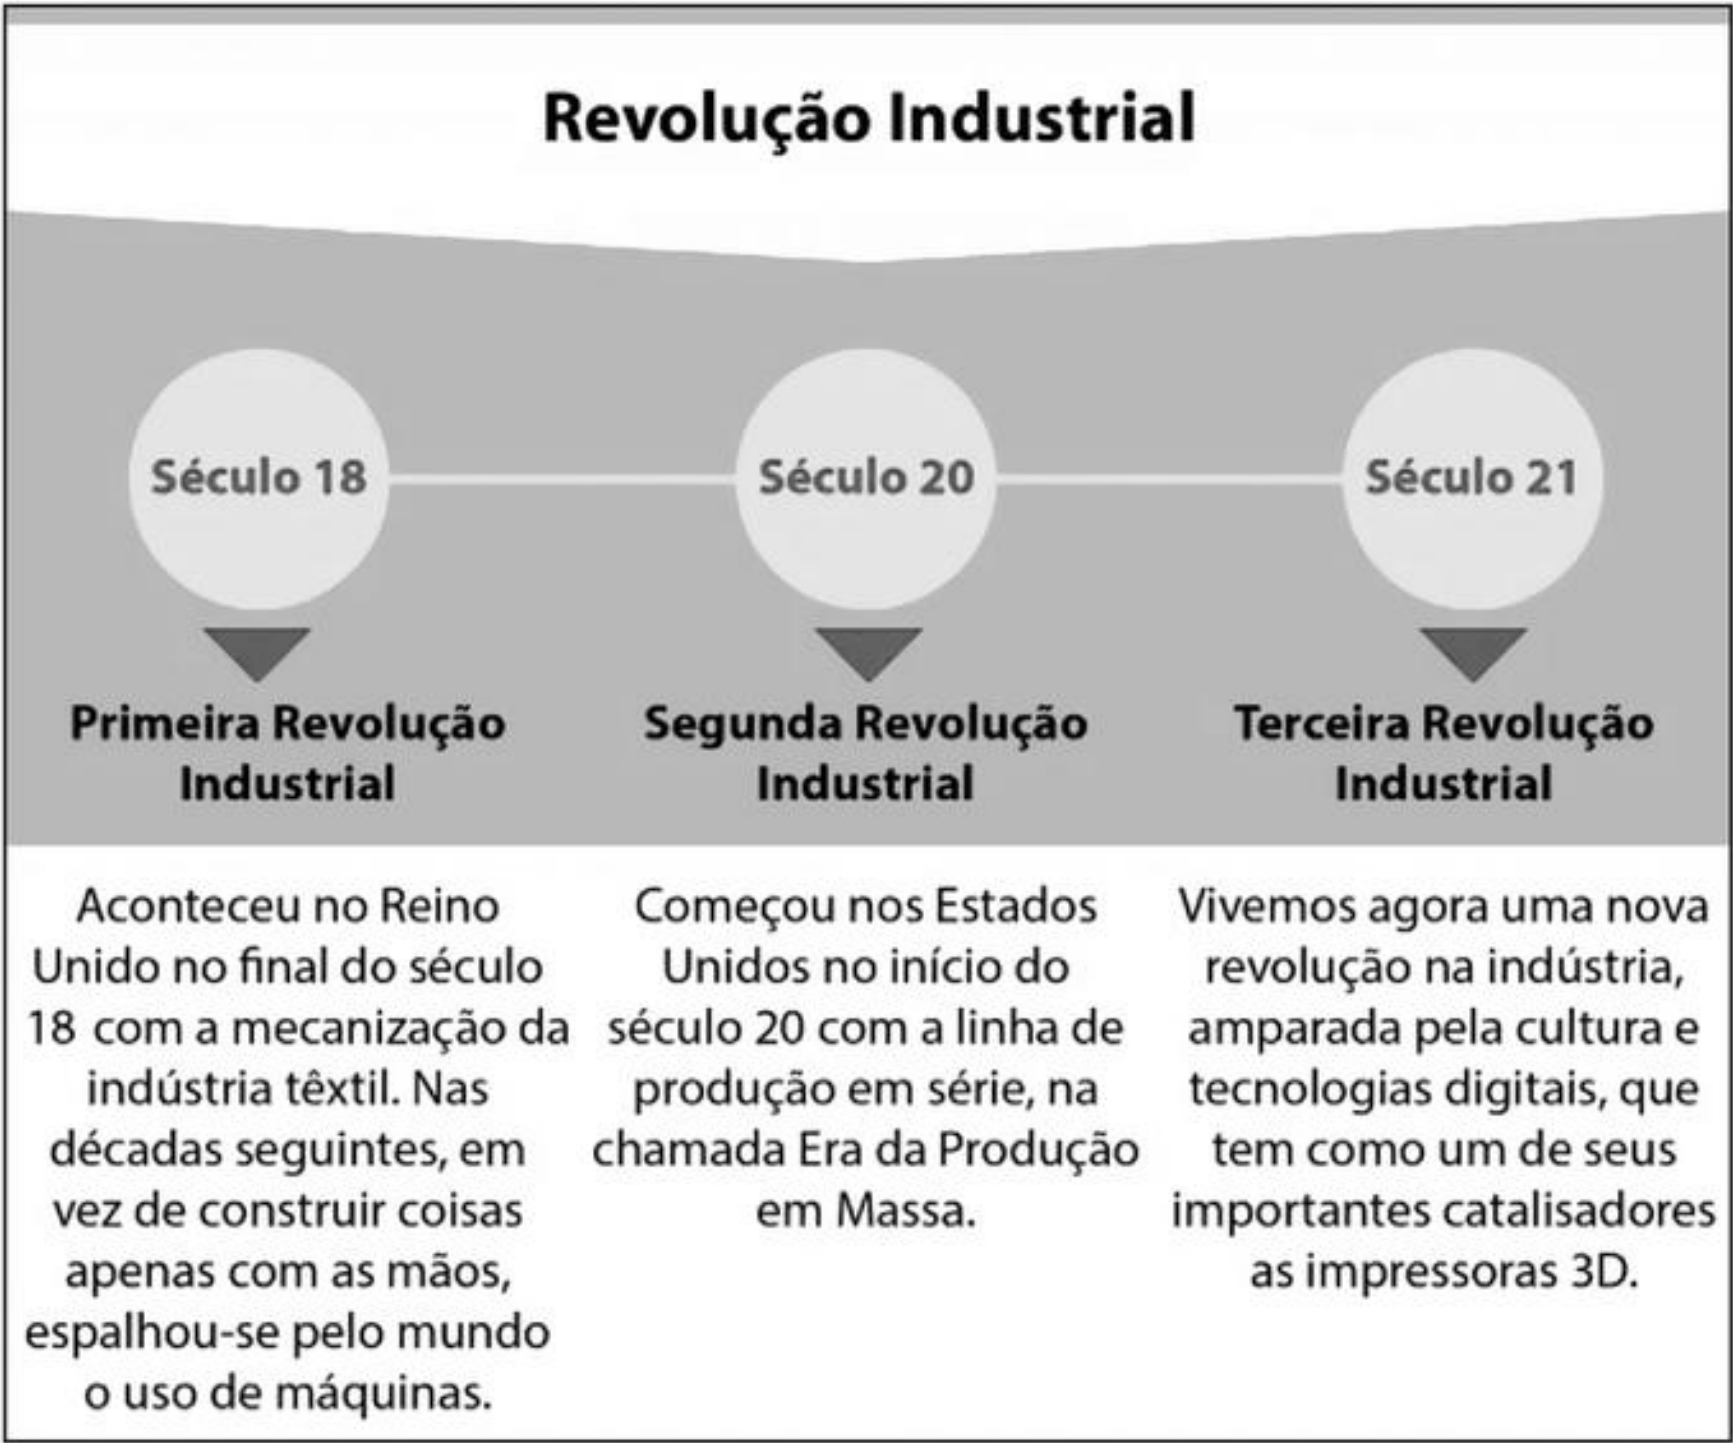 Revolução Industrial
Século 18
Século 20
Século 21
Primeira Revolução
Industrial
Segunda Revolução
Industrial
Terceira Revolução
Industrial
Aconteceu no Reino
Unido no final do século
18 com a mecanização da
indústria têxtil. Nas
décadas seguintes, em
vez de construir coisas
apenas com as mãos,
espalhou-se pelo mundo
o uso de máquinas.
Começou nos Estados
Unidos no início do
século 20 com a linha de
produção em série, na
chamada Era da Produção
em Massa.
Vivemos agora uma nova
revolução na indústria,
amparada pela cultura e
tecnologias digitais, que
tem como um de seus
importantes catalisadores
as impressoras 3D.